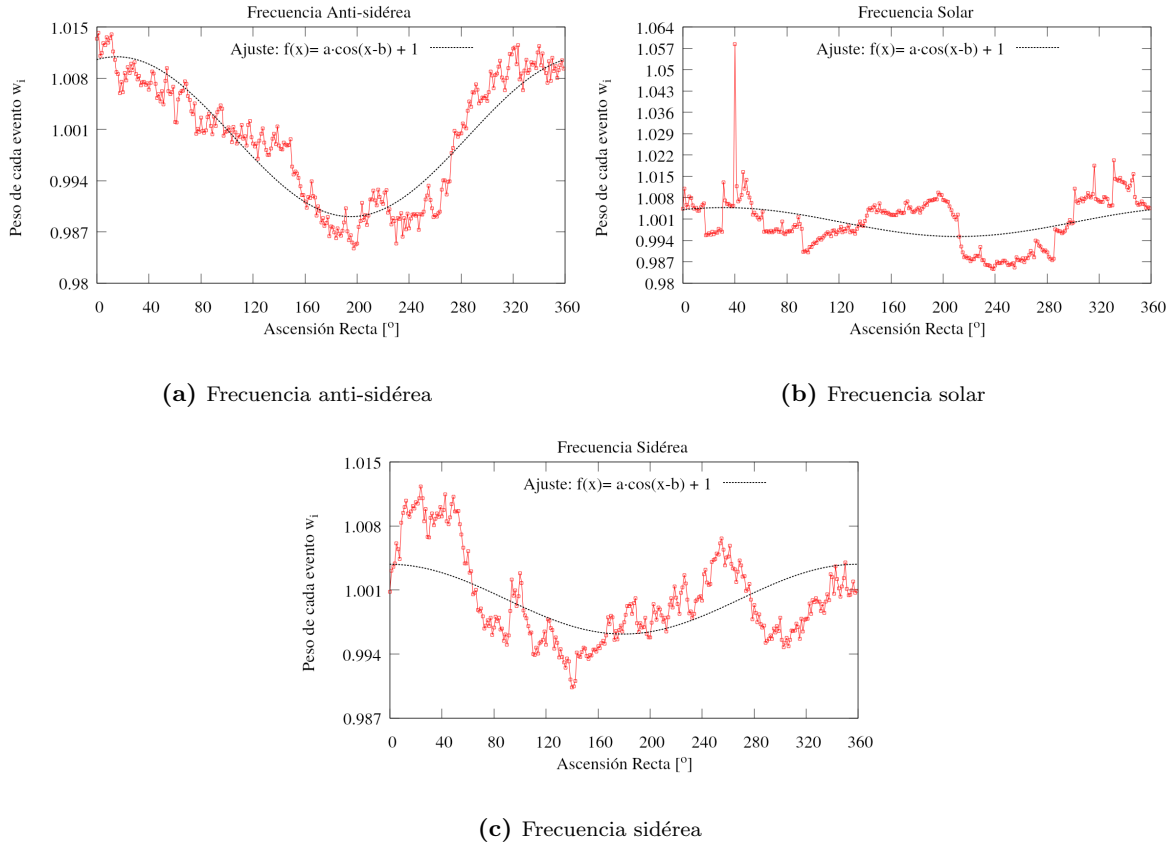 Frecuencia Anti-sidérea
Ajuste: f(x)= a·cos(x-b) + 1
Peso de cada evento wi
1.015
1.008
1.001
0.994
0.987
0.98
0 40 80 120 160 200 240 280 320 360
Ascensión Recta [o]
(a) Frecuencia anti-sidérea
Frecuencia Solar
Ajuste: f(x)= a·cos(x-b) + 1
Peso de cada evento wi
1.064
1.057
1.05
1.043
1.036
1.029
1.022
1.015
1.008
1.001
0.994
0.987
0.98
0 40 80 120 160 200 240 280 320 360
Ascensión Recta [o]
(b) Frecuencia solar
Frecuencia Sidérea
Ajuste: f(x)= a·cos(x-b) + 1
Peso de cada evento wi
1.015
1.008
1.001
0.994
0.987
0 40 80 120 160 200 240 280 320 360
Ascensión Recta [o]
(c) Frecuencia sidérea